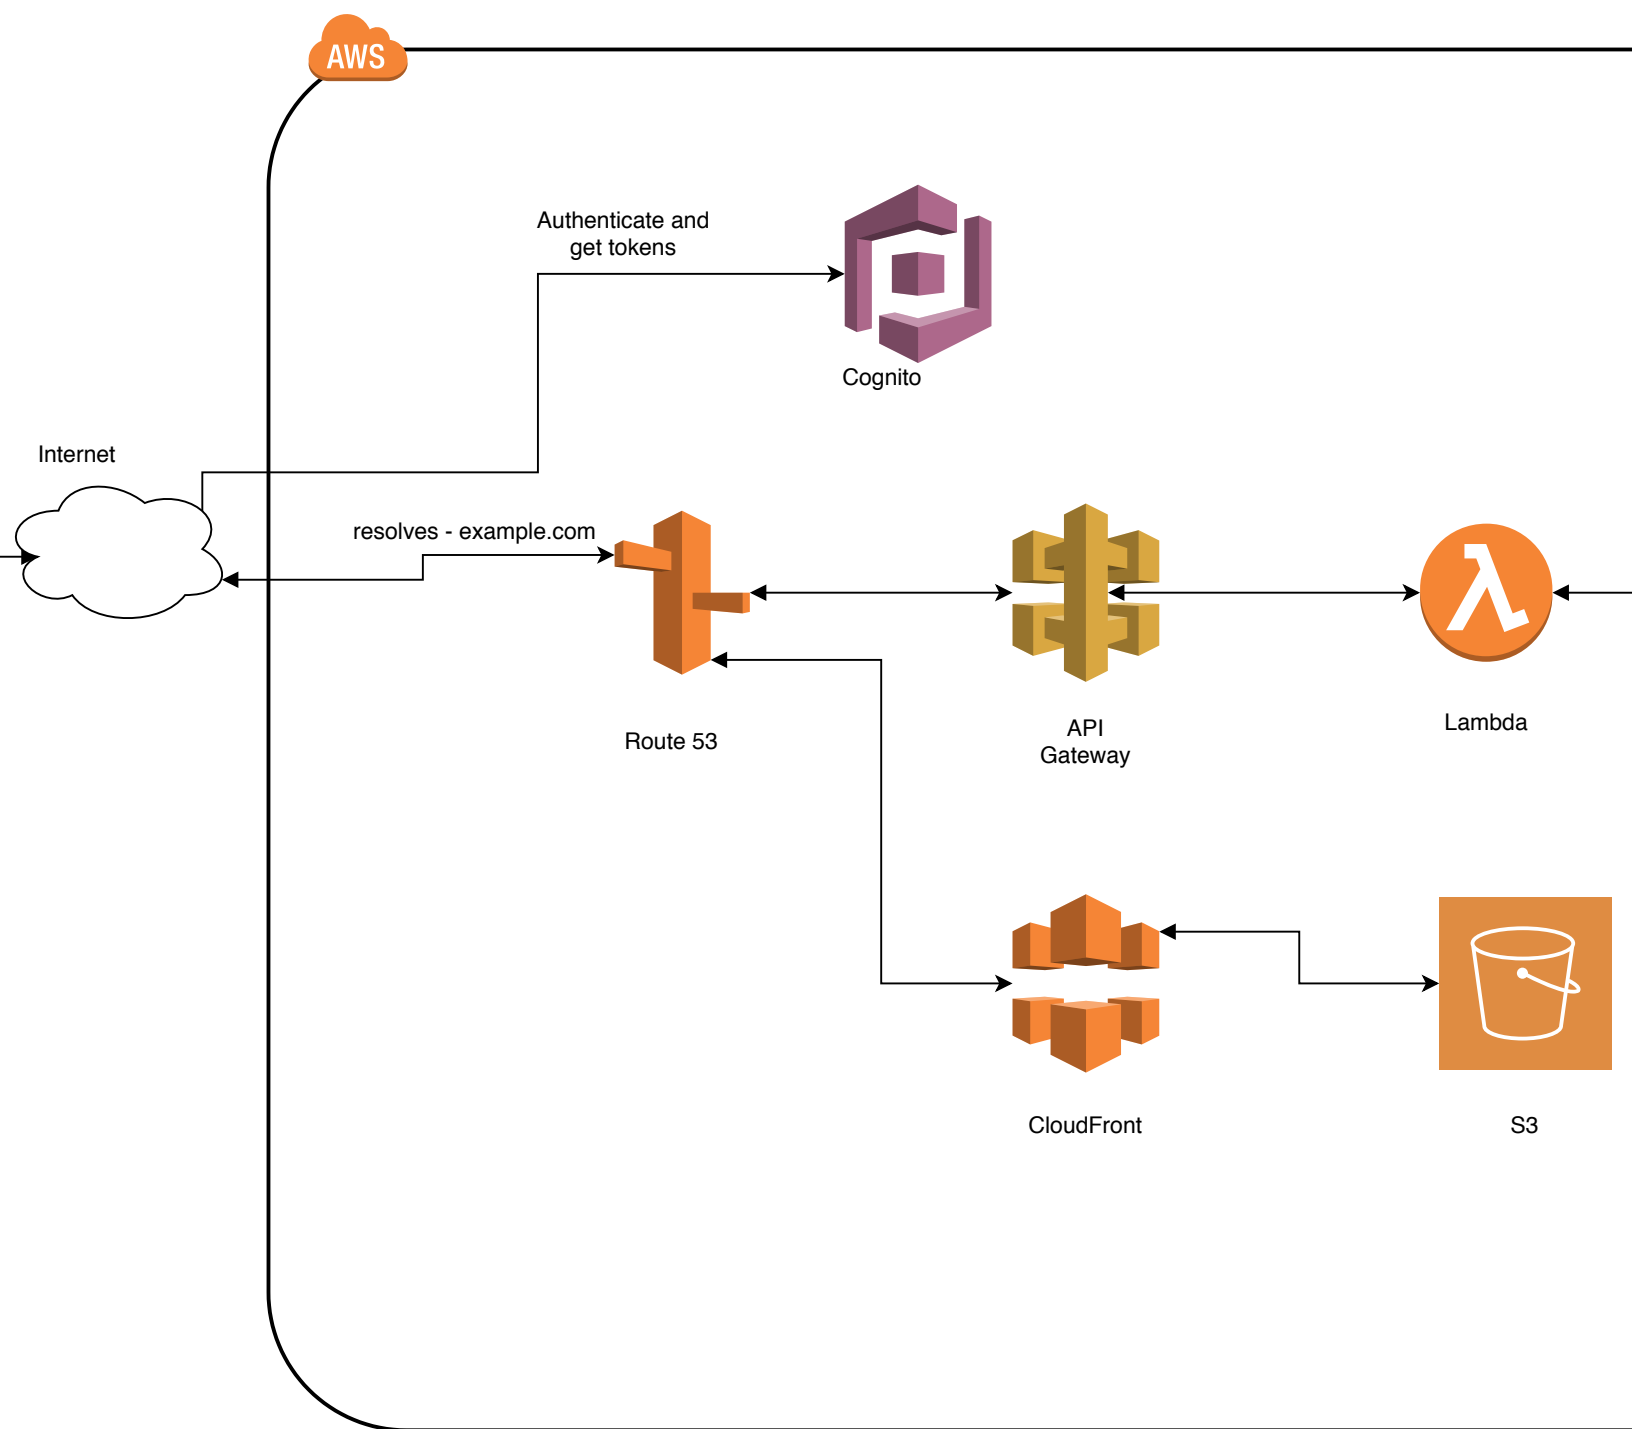 AWS
Authenticate and
get tokens
Cognito
Internet
resolves - example.com
Route 53
API
Gateway
Lambda
CloudFront
S3